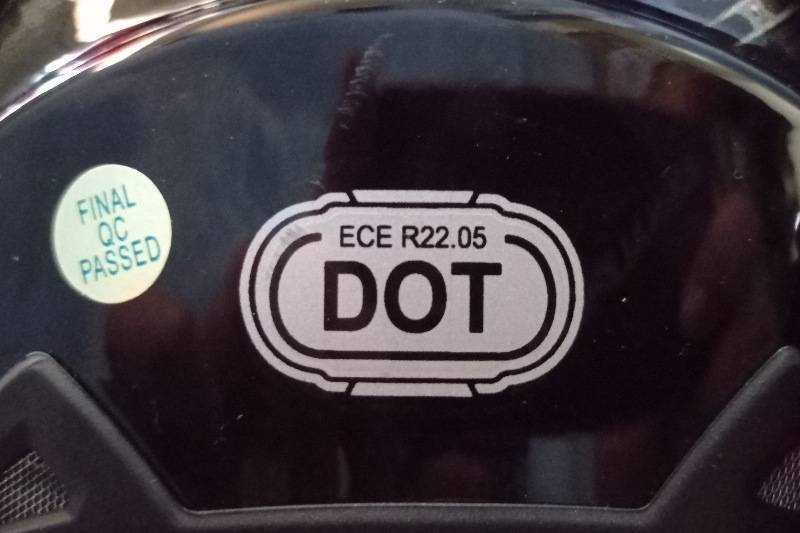 FINAL
QC
PASSED
ECE R22.05
DOT